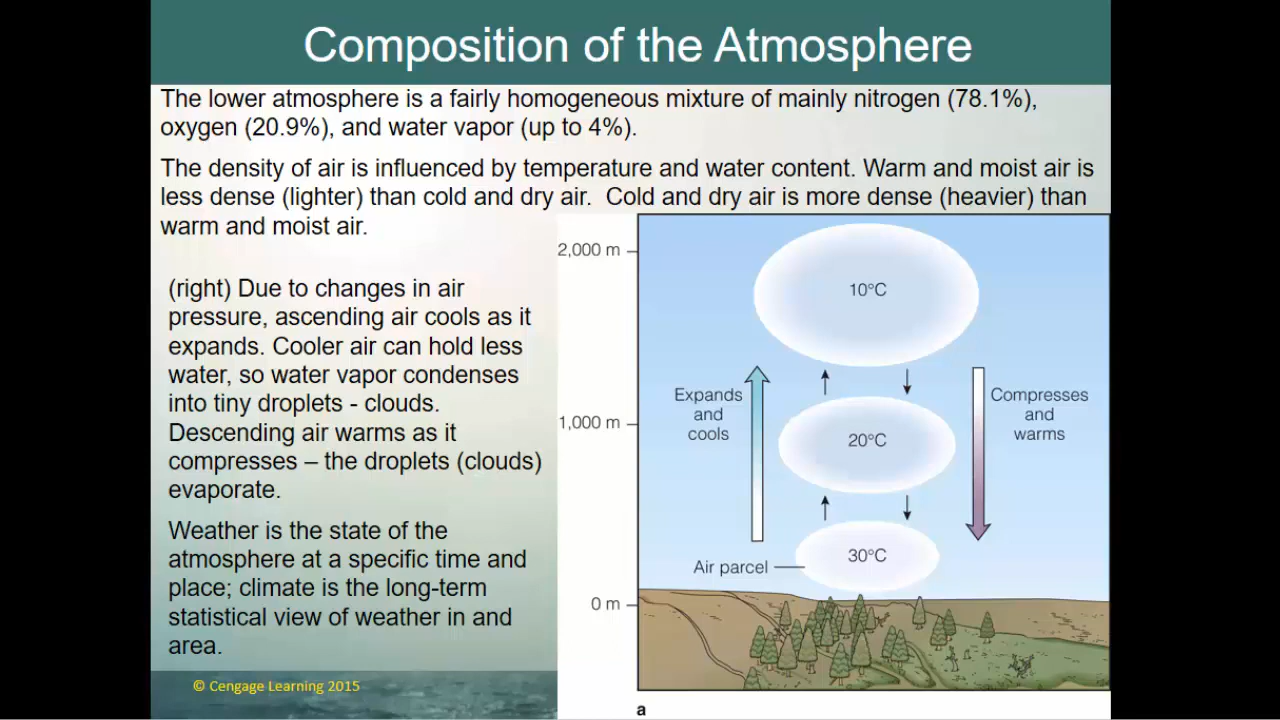 Composition of the Atmosphere
The lower atmosphere is a fairly homogeneous mixture of mainly nitrogen (78.1%),
oxygen (20.9%), and water vapor (up to 4%).
The density of air is influenced by temperature and water content. Warm and moist air is
less dense (lighter) than cold and dry air.  Cold and dry air is more dense (heavier) than
warm and moist air.
(right) Due to changes in air
pressure, ascending air cools as it
expands. Cooler air can hold less
water, so water vapor condenses
into tiny droplets - clouds.
Descending air warms as it
compresses – the droplets (clouds)
evaporate.
Weather is the state of the
atmosphere at a specific time and
place; climate is the long-term
statistical view of weather in and
area.
© Cengage Learning 2015
2,000 m
10°C
Expands
and
cools
Compresses
and
warms
1,000 m
20°C
30°C
Air parcel
0 m
a